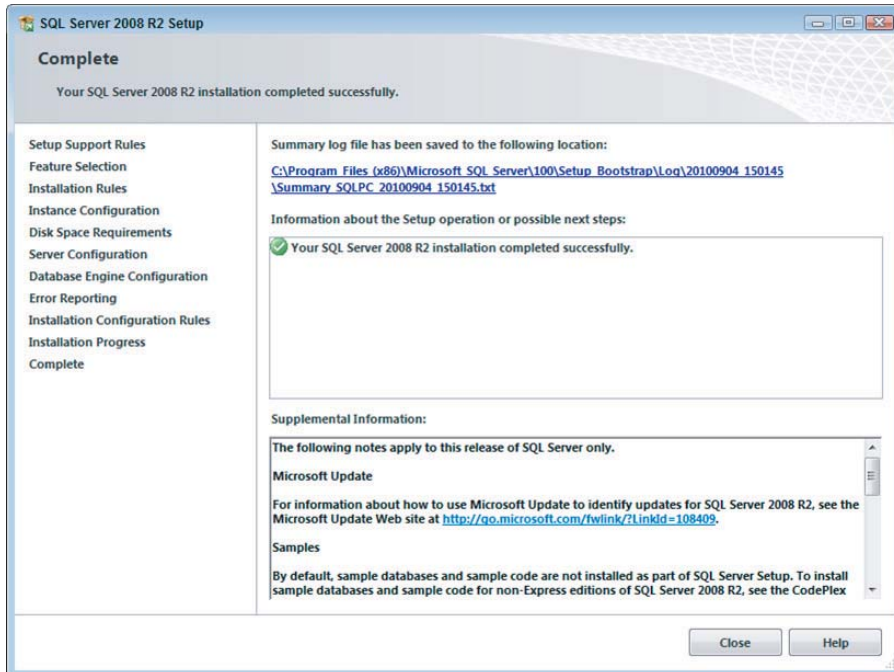 SQL Server 2008 R2 Setup
Complete
Your SQL Server 2008 R2 installation completed successfully.
Setup Support Rules
Feature Selection
Installation Rules
Instance Configuration
Disk Space Requirements
Server Configuration
Database Engine Configuration
Error Reporting
Installation Configuration Rules
Installation Progress
Complete
Summary log file has been saved to the following location:
C:\Program Files (x86)\Microsoft SQL Server\100\Setup Bootstrap\Log\20100904_150145
\Summary_SQLPC_20100904_150145.txt
Information about the Setup operation or possible next steps:
Your SQL Server 2008 R2 installation completed successfully.
Supplemental Information:
The following notes apply to this release of SQL Server only.
Microsoft Update
For information about how to use Microsoft Update to identify updates for SQL Server 2008 R2, see the
Microsoft Update Web site at http://go.microsoft.com/fwlink/?LinkId=108409.
Samples
By default, sample databases and sample code are not installed as part of SQL Server Setup. To install
sample databases and sample code for non-Express editions of SQL Server 2008 R2, see the CodePlex
Close
Help